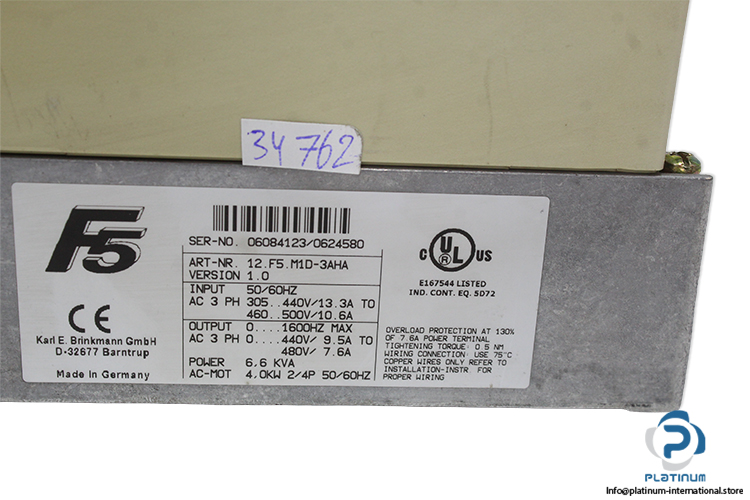 34762
F5
SER-NO. 06084123/0624580
ART-NR. 12.F5.M1D-3AHA
VERSION 1.0
INPUT 50/60HZ
AC 3 PH 305..440V/13.3A TO
460..500V/10.6A
OUTPUT 0....1600HZ MAX
AC 3 PH 0....440V/ 9.5A TO
480V/ 7.6A
POWER 6,6 KVA
AC-MOT 4,0KW 2/4P 50/60HZ
CE
Karl E. Brinkmann GmbH
D-32677 Barntrup
Made in Germany
c UL US
®
E167544 LISTED
IND. CONT. EQ. 5D72
OVERLOAD PROTECTION AT 130%
OF 7.6A POWER TERMINAL
TIGHTENING TORQUE: 0.5 NM
WIRING CONNECTION: USE 75°C
COPPER WIRES ONLY REFER TO
INSTALLATION-INSTR FOR
PROPER WIRING
PLATINUM
Info@platinum-international.store